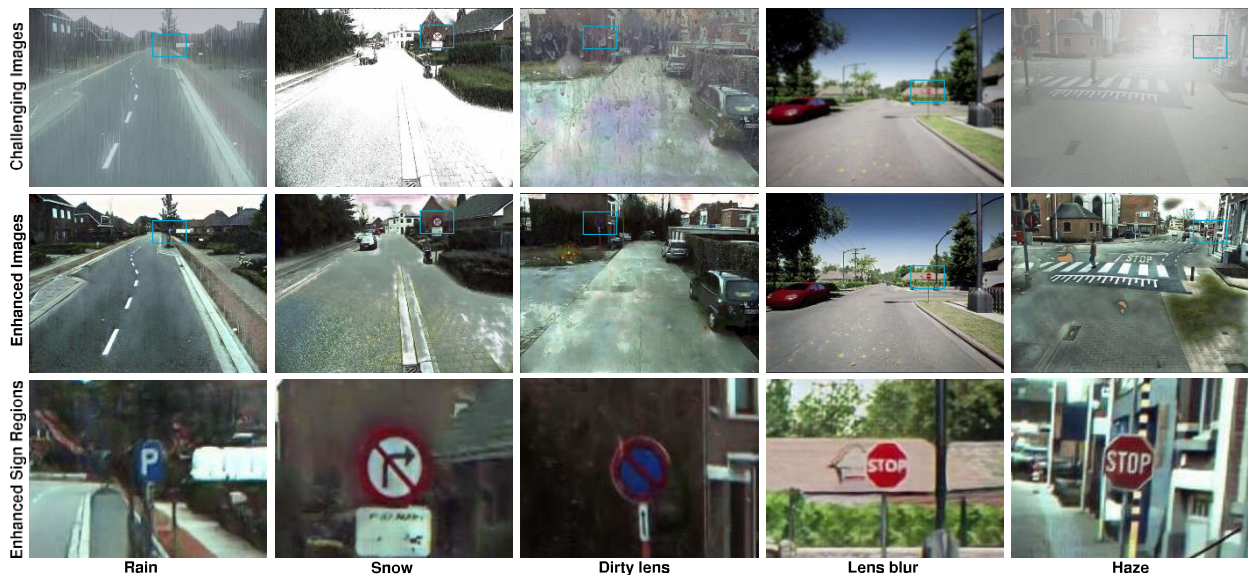 Challenging Images
Enhanced Images
STOP
Enhanced Sign Regions
P
STOP
STOP
Rain
Snow
Dirty lens
Lens blur
Haze